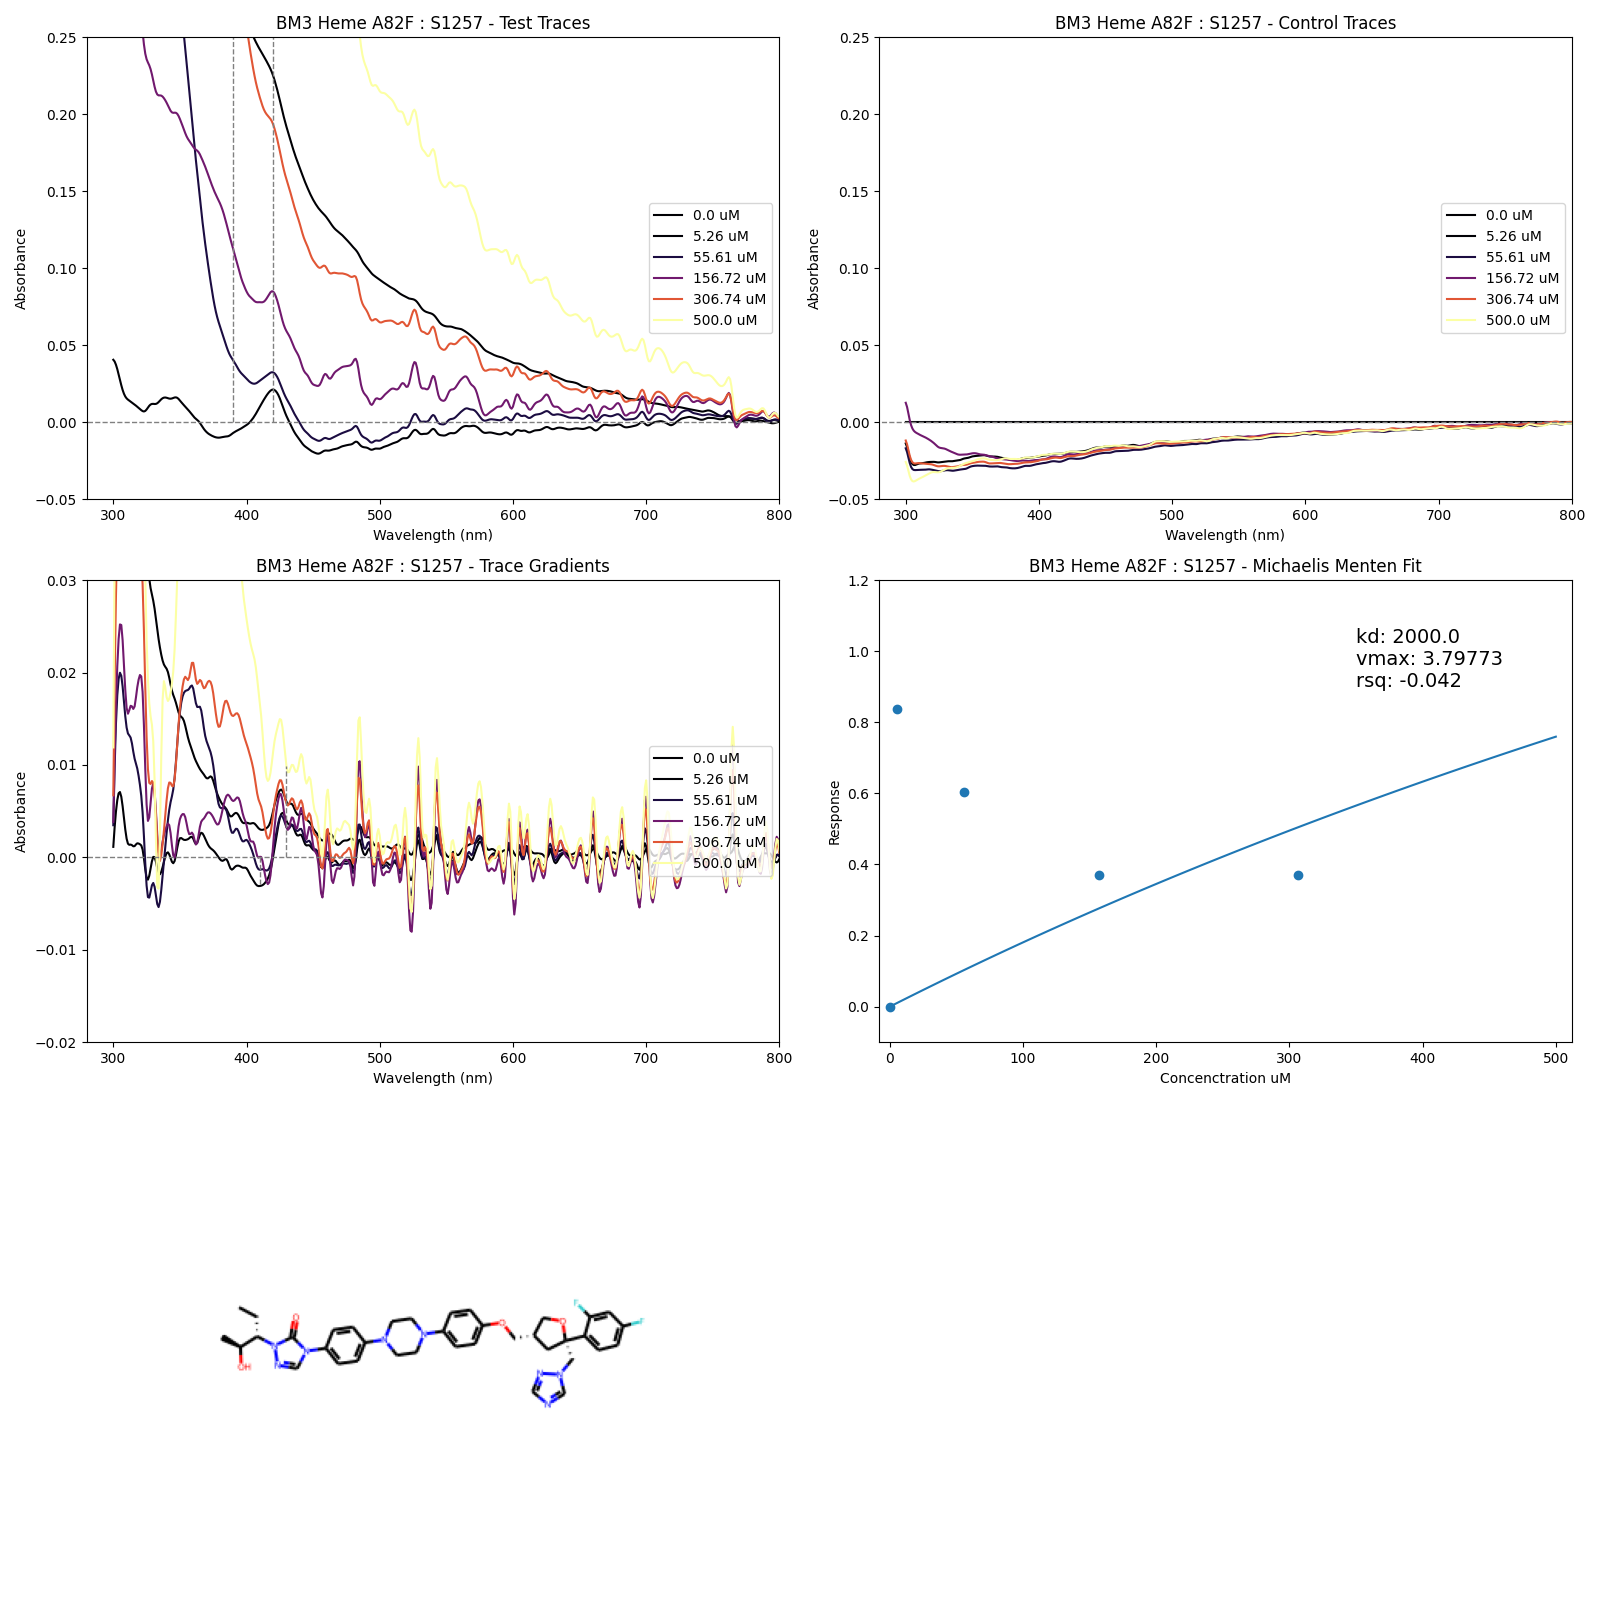 BM3 Heme A82F : S1257 - Test Traces
0.25
0.20
0.15
0.10
0.05
0.00
−0.05
Absorbance
300 400 500 600 700 800
Wavelength (nm)
0.0 uM
5.26 uM
55.61 uM
156.72 uM
306.74 uM
500.0 uM
BM3 Heme A82F : S1257 - Control Traces
0.25
0.20
0.15
0.10
0.05
0.00
−0.05
Absorbance
300 400 500 600 700 800
Wavelength (nm)
0.0 uM
5.26 uM
55.61 uM
156.72 uM
306.74 uM
500.0 uM
BM3 Heme A82F : S1257 - Trace Gradients
0.03
0.02
0.01
0.00
−0.01
−0.02
Absorbance
300 400 500 600 700 800
Wavelength (nm)
0.0 uM
5.26 uM
55.61 uM
156.72 uM
306.74 uM
500.0 uM
BM3 Heme A82F : S1257 - Michaelis Menten Fit
1.2
1.0
0.8
0.6
0.4
0.2
0.0
Response
0 100 200 300 400 500
Concenctration uM
kd: 2000.0
vmax: 3.79773
rsq: -0.042
O
OH
N
N
N
N
N
O
O
F
F
N
N
N